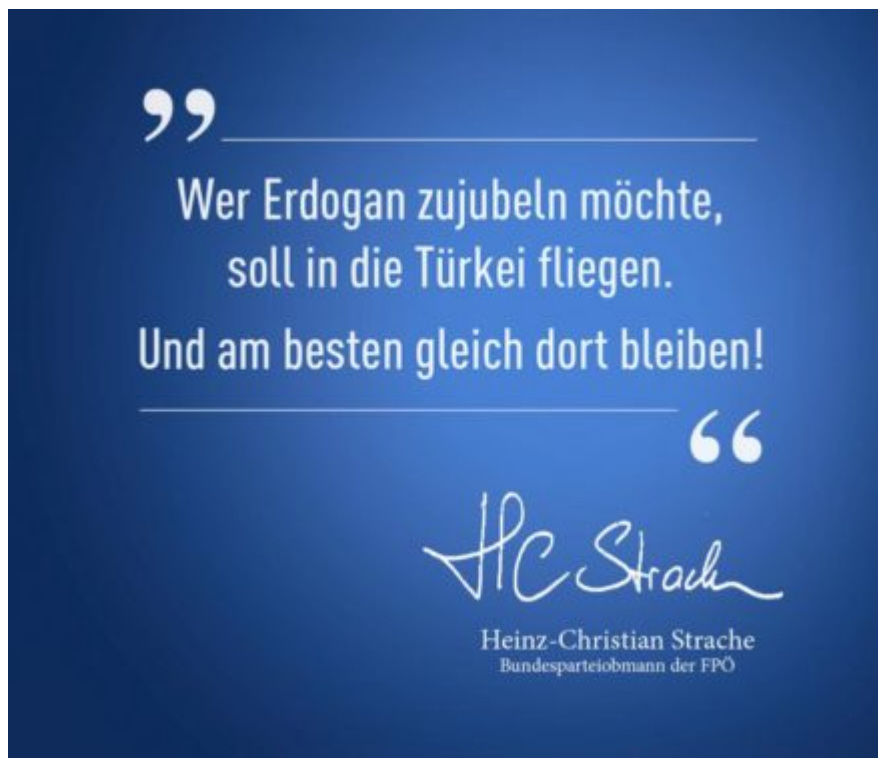 „
Wer Erdogan zujubeln möchte,
soll in die Türkei fliegen.
Und am besten gleich dort bleiben!
“
HC Strache
Heinz-Christian Strache
Bundesparteiobmann der FPÖ